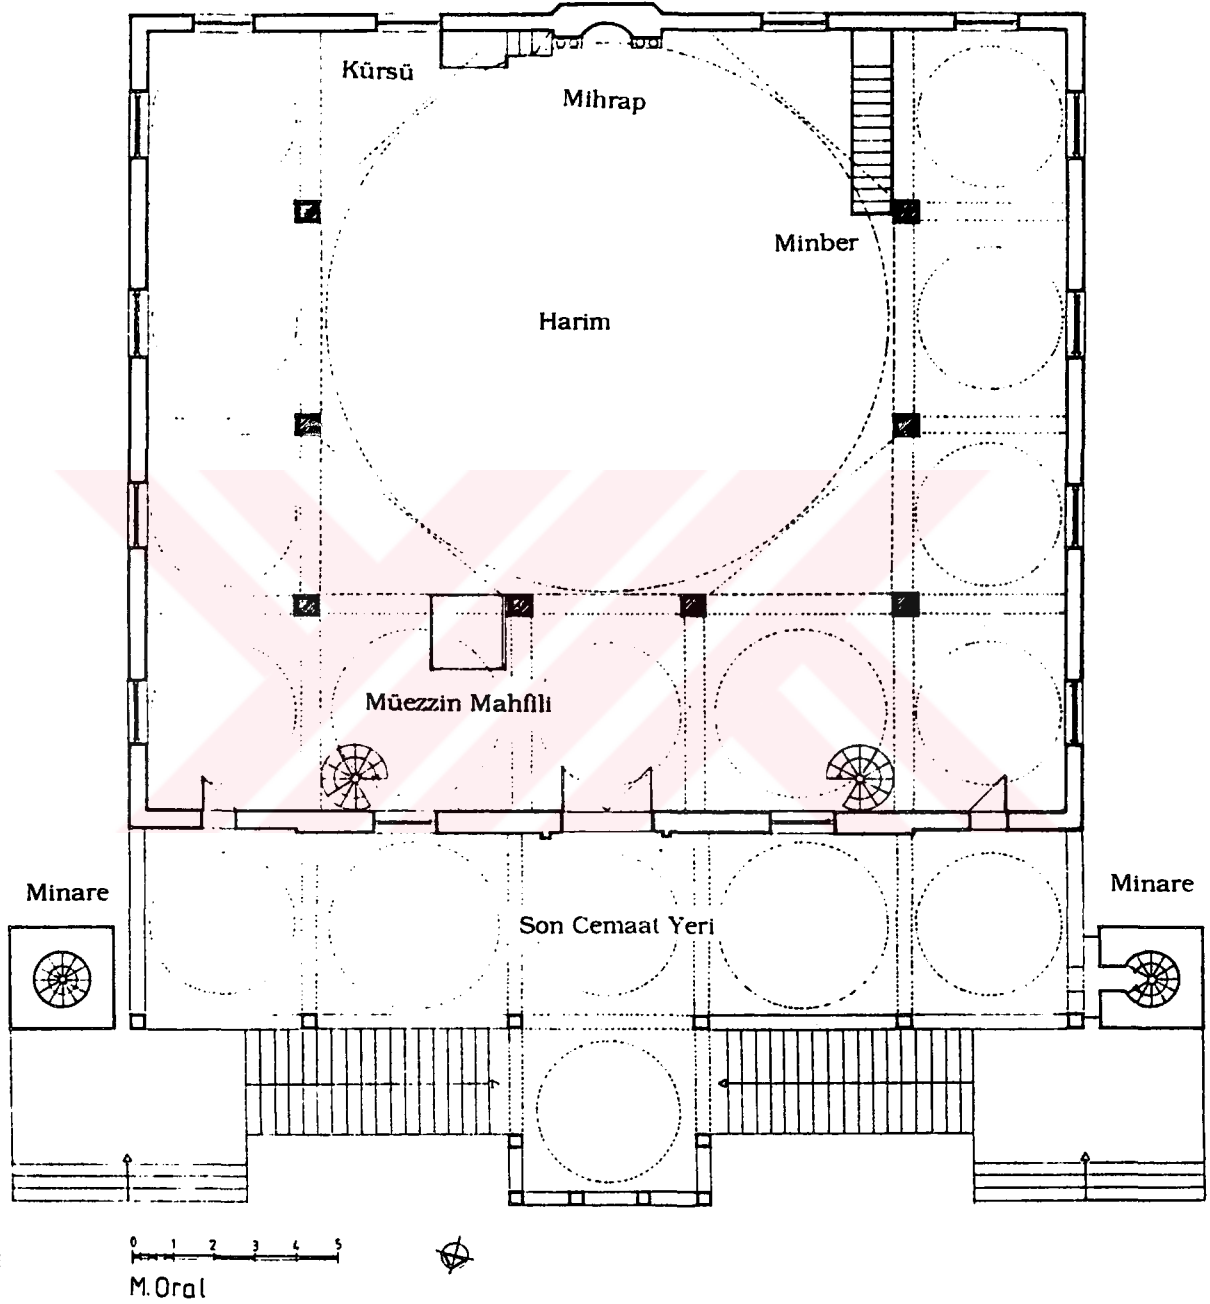 Kürsü
Mihrap
Minber
Harim
Müezzin Mahfili
Minare
Minare
Son Cemaat Yeri
0 1 2 3 4 5
M.Oral